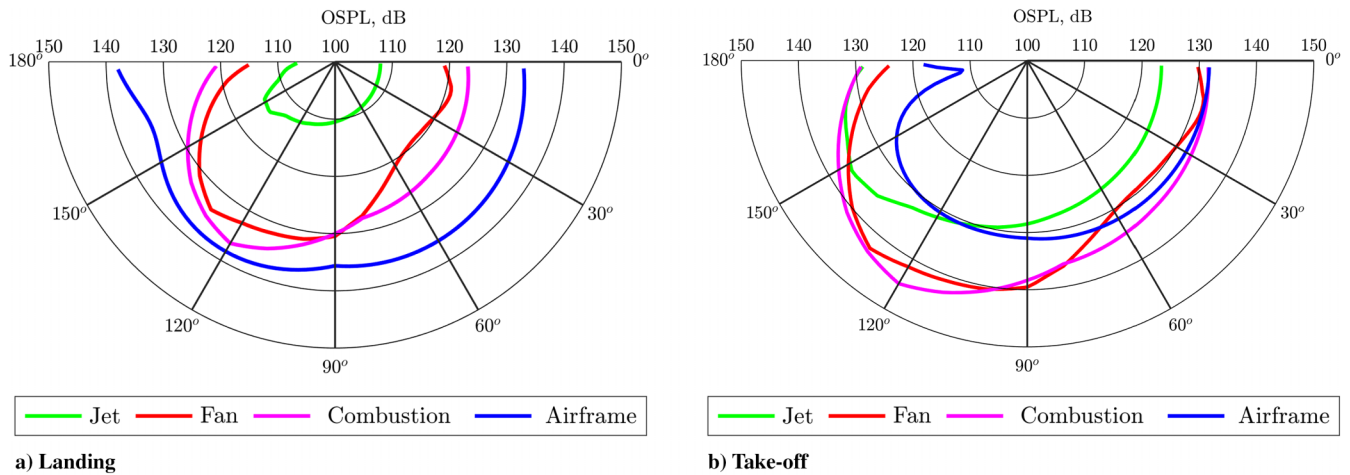 OSPL, dB
150 140 130 120 110 100 110 120 130 140 150
180° 0°
150° 30°
120° 60°
90°
Jet Fan Combustion Airframe
a) Landing
OSPL, dB
150 140 130 120 110 100 110 120 130 140 150
180° 0°
150° 30°
120° 60°
90°
Jet Fan Combustion Airframe
b) Take-off